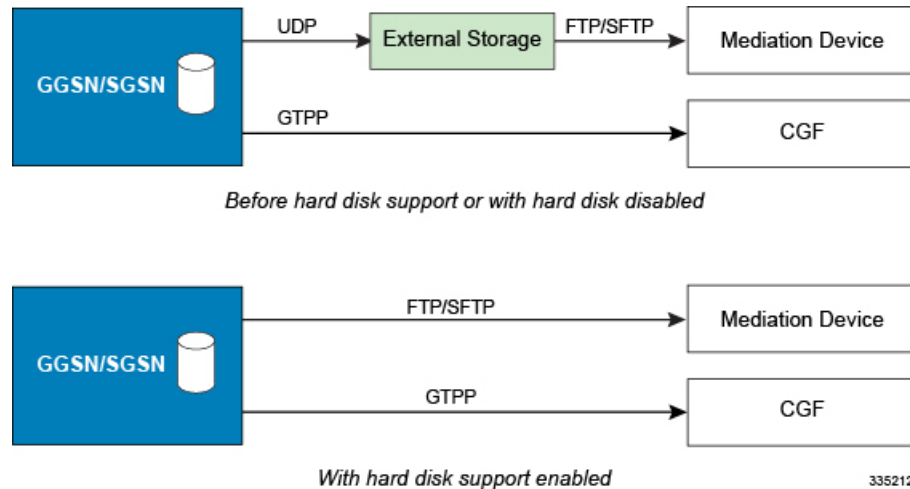 UDP
External Storage
FTP/SFTP
Mediation Device
GGSN/SGSN
GTPP
CGF
Before hard disk support or with hard disk disabled
FTP/SFTP
Mediation Device
GGSN/SGSN
GTPP
CGF
With hard disk support enabled
335212